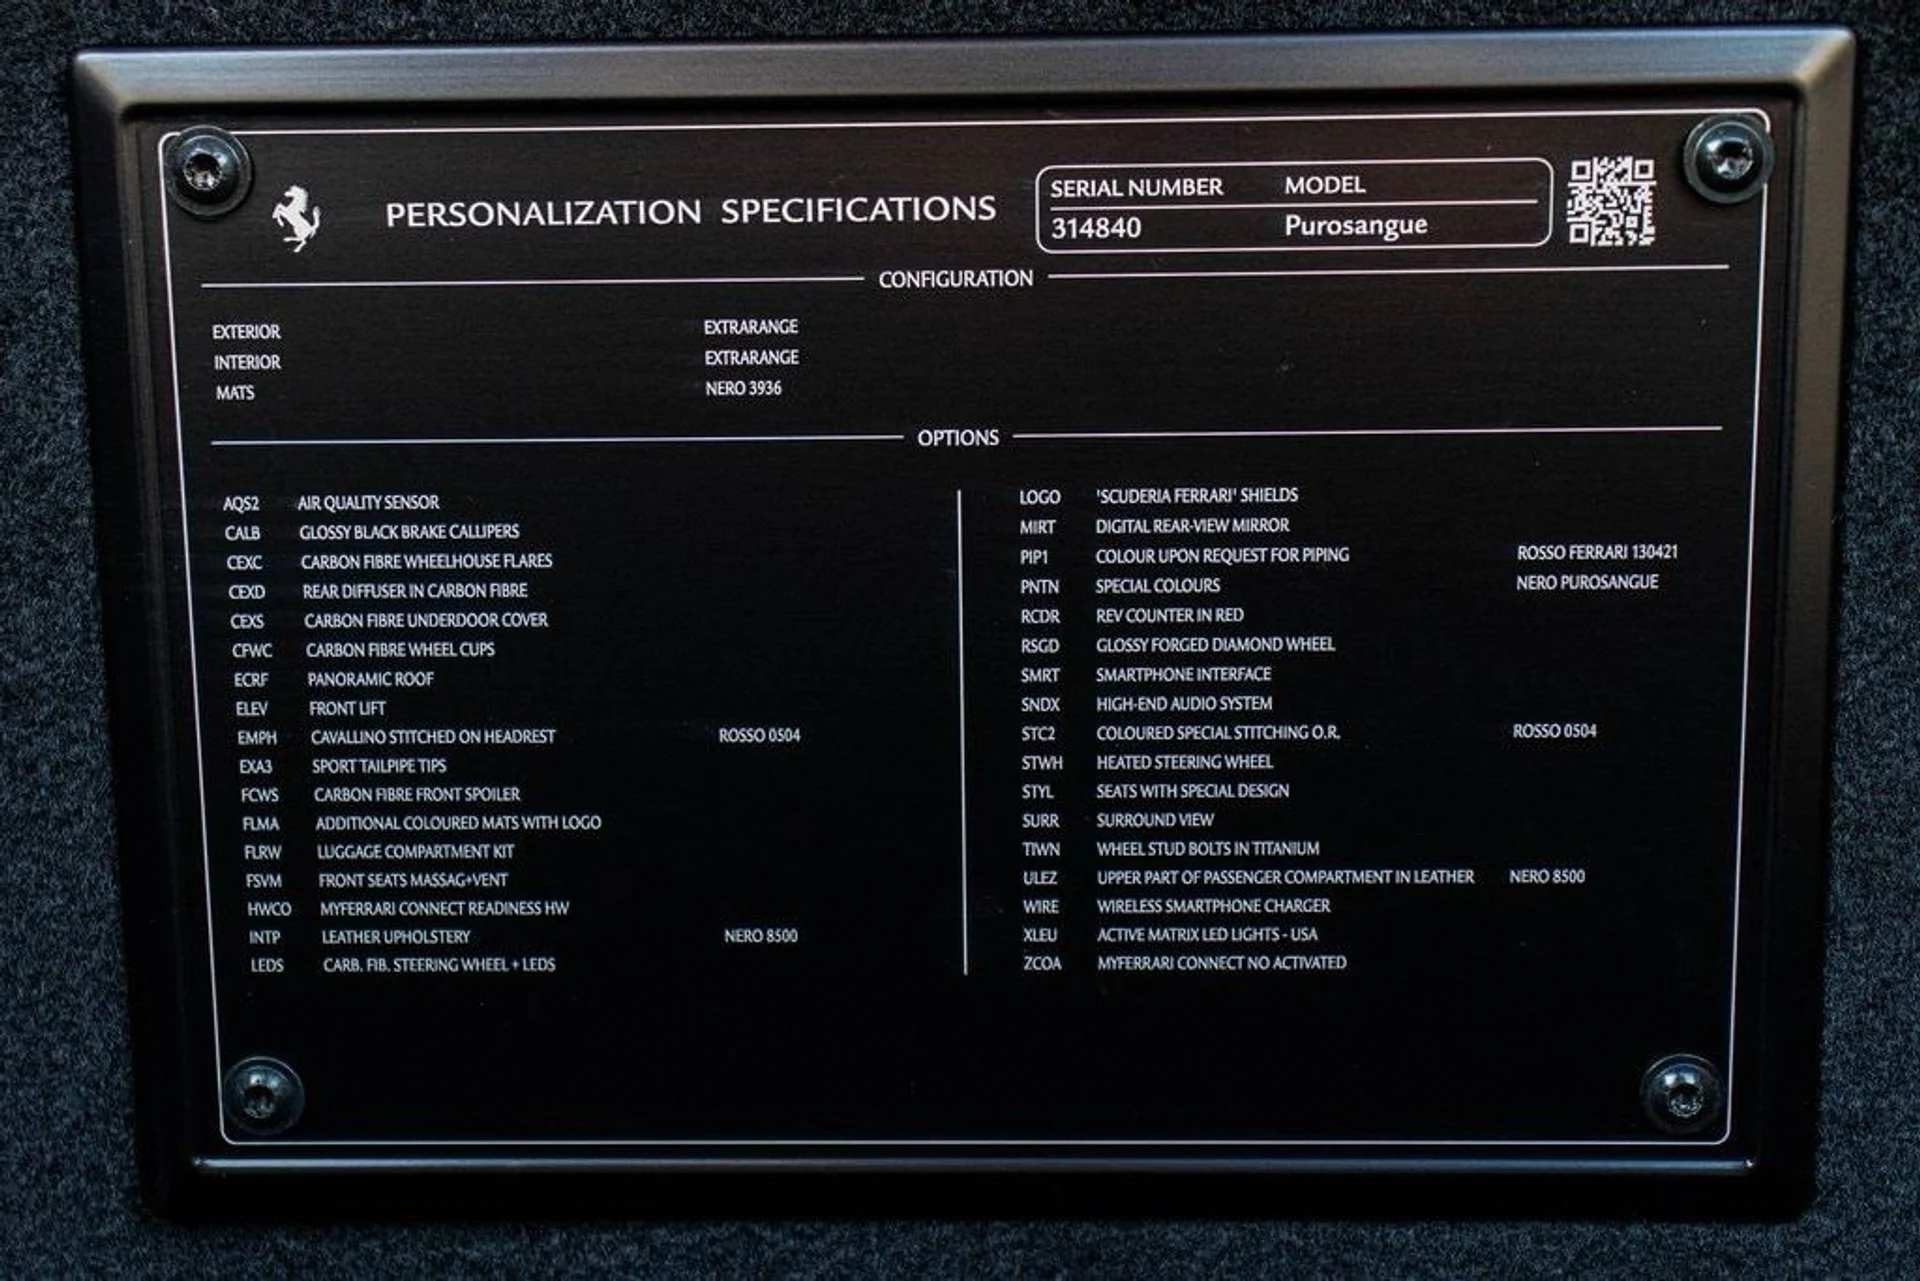 PERSONALIZATION SPECIFICATIONS
SERIAL NUMBER MODEL
314840 Purosangue
CONFIGURATION
EXTERIOR EXTRARANGE
INTERIOR EXTRARANGE
MATS NERO 3936
OPTIONS
AQS2 AIR QUALITY SENSOR
CALB GLOSSY BLACK BRAKE CALLIPERS
CEXC CARBON FIBRE WHEELHOUSE FLARES
CEXD REAR DIFFUSER IN CARBON FIBRE
CEXS CARBON FIBRE UNDERDOOR COVER
CFWC CARBON FIBRE WHEEL CUPS
ECRF PANORAMIC ROOF
ELEV FRONT LIFT
EMPH CAVALLINO STITCHED ON HEADREST ROSSO 0504
EXA3 SPORT TAILPIPE TIPS
FCWS CARBON FIBRE FRONT SPOILER
FLMA ADDITIONAL COLOURED MATS WITH LOGO
FLRW LUGGAGE COMPARTMENT KIT
FSVM FRONT SEATS MASSAG+VENT
HWCO MYFERRARI CONNECT READINESS HW
INTP LEATHER UPHOLSTERY NERO 8500
LEDS CARB. FIB. STEERING WHEEL + LEDS
LOGO 'SCUDERIA FERRARI' SHIELDS
MIRT DIGITAL REAR-VIEW MIRROR
PIP1 COLOUR UPON REQUEST FOR PIPING ROSSO FERRARI 130421
PNTN SPECIAL COLOURS NERO PUROSANGUE
RCDR REV COUNTER IN RED
RSGD GLOSSY FORGED DIAMOND WHEEL
SMRT SMARTPHONE INTERFACE
SNDX HIGH-END AUDIO SYSTEM
STC2 COLOURED SPECIAL STITCHING O.R. ROSSO 0504
STWH HEATED STEERING WHEEL
STYL SEATS WITH SPECIAL DESIGN
SURR SURROUND VIEW
TIWN WHEEL STUD BOLTS IN TITANIUM
ULEZ UPPER PART OF PASSENGER COMPARTMENT IN LEATHER NERO 8500
WIRE WIRELESS SMARTPHONE CHARGER
XLEU ACTIVE MATRIX LED LIGHTS - USA
ZCOA MYFERRARI CONNECT NO ACTIVATED